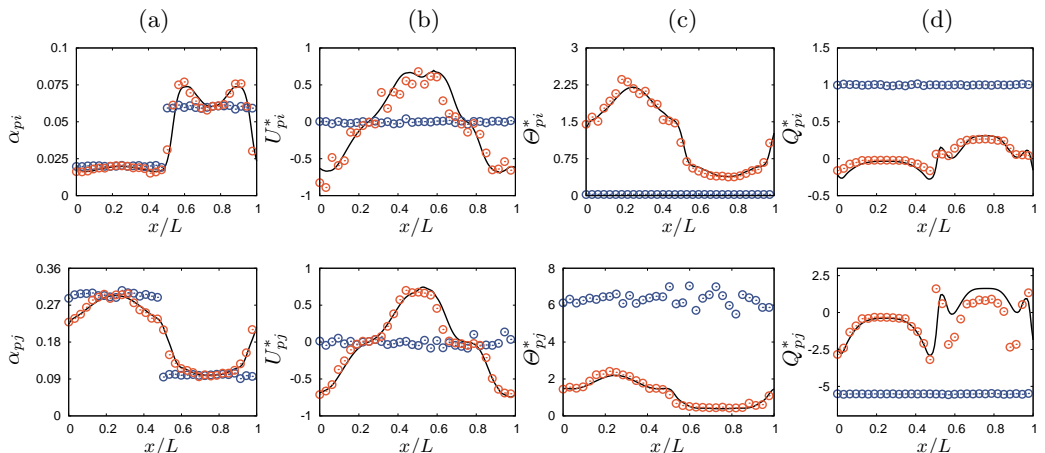 (a) (b) (c) (d)
0.1 1 3 1.5
0.075 0.5 2.25 1
0.05 0 1.5 0.5
0.025 -0.5 0.75 0
0 -1 0 -0.5
α_pi U*_pi Θ*_pi Q*_pi
0 0.2 0.4 0.6 0.8 1 0 0.2 0.4 0.6 0.8 1 0 0.2 0.4 0.6 0.8 1 0 0.2 0.4 0.6 0.8 1
x/L x/L x/L x/L
0.36 1 8 2.5
0.27 0.5 6 0
0.18 0 4 -2.5
0.09 -0.5 2 -5
0 -1 0
α_pj U*_pj Θ*_pj Q*_pj
0 0.2 0.4 0.6 0.8 1 0 0.2 0.4 0.6 0.8 1 0 0.2 0.4 0.6 0.8 1 0 0.2 0.4 0.6 0.8 1
x/L x/L x/L x/L